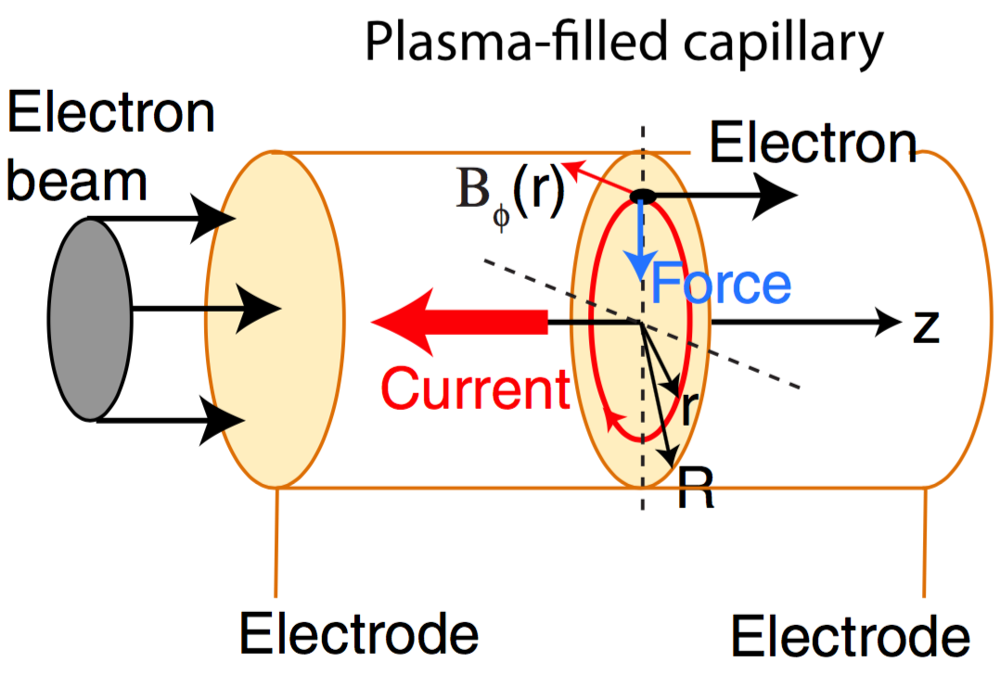 Plasma-filled capillary
Electron
beam
Electron
Bϕ(r)
Force
z
Current
r
R
Electrode
Electrode